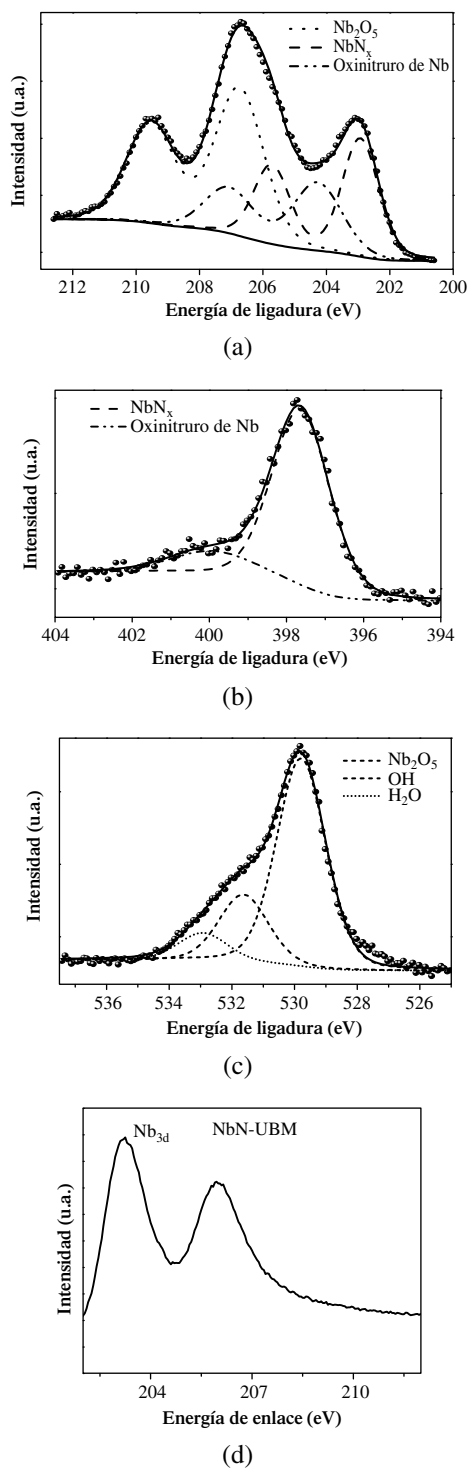 Nb₂O₅
NbNₓ
Oxinitruro de Nb
Intensidad (u.a.)
212 210 208 206 204 202 200
Energía de ligadura (eV)
(a)
NbNₓ
Oxinitruro de Nb
Intensidad (u.a.)
404 402 400 398 396 394
Energía de ligadura (eV)
(b)
Nb₂O₅
OH
H₂O
Intensidad (u.a.)
536 534 532 530 528 526
Energía de ligadura (eV)
(c)
Nb₃d NbN-UBM
Intensidad (u.a.)
204 207 210
Energía de enlace (eV)
(d)